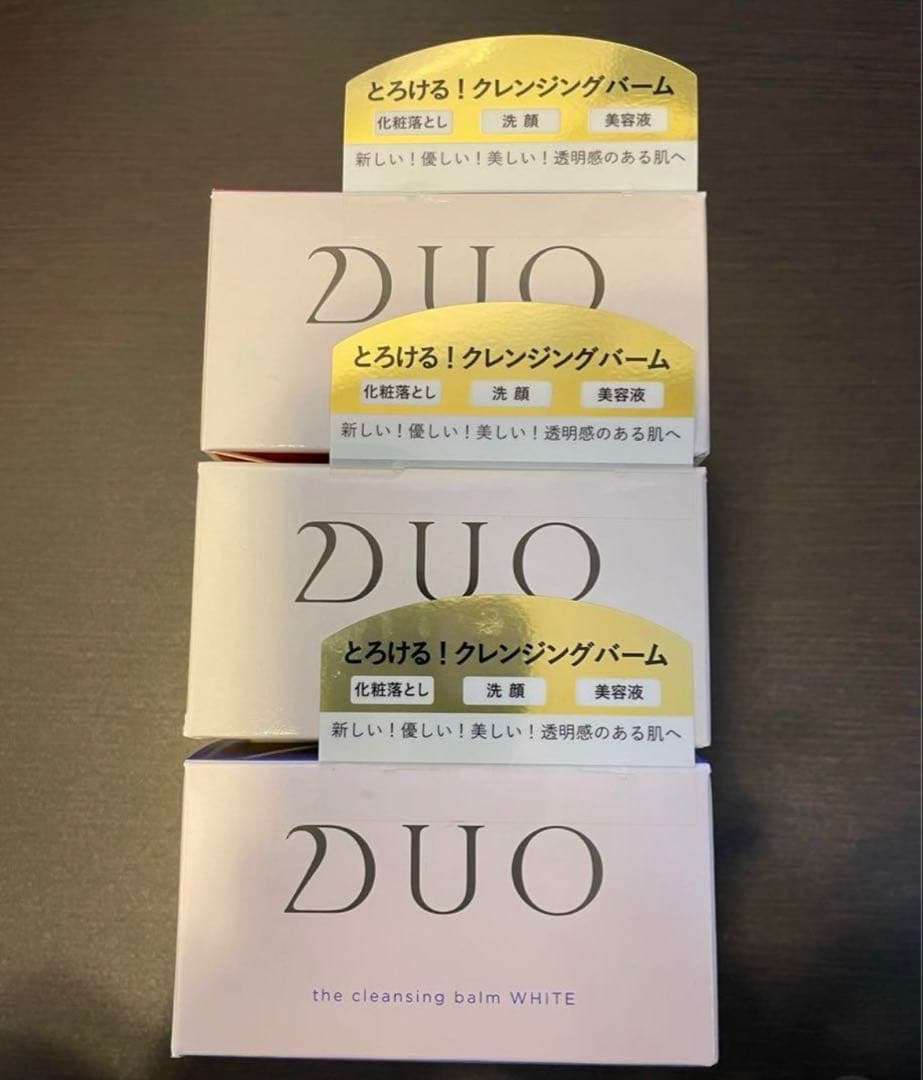 とろける！クレンジングバーム
化粧落とし 洗顔 美容液
新しい！優しい！美しい！透明感のある肌へ
DUO
とろける！クレンジングバーム
化粧落とし 洗顔 美容液
新しい！優しい！美しい！透明感のある肌へ
DUO
とろける！クレンジングバーム
化粧落とし 洗顔 美容液
新しい！優しい！美しい！透明感のある肌へ
DUO
the cleansing balm WHITE